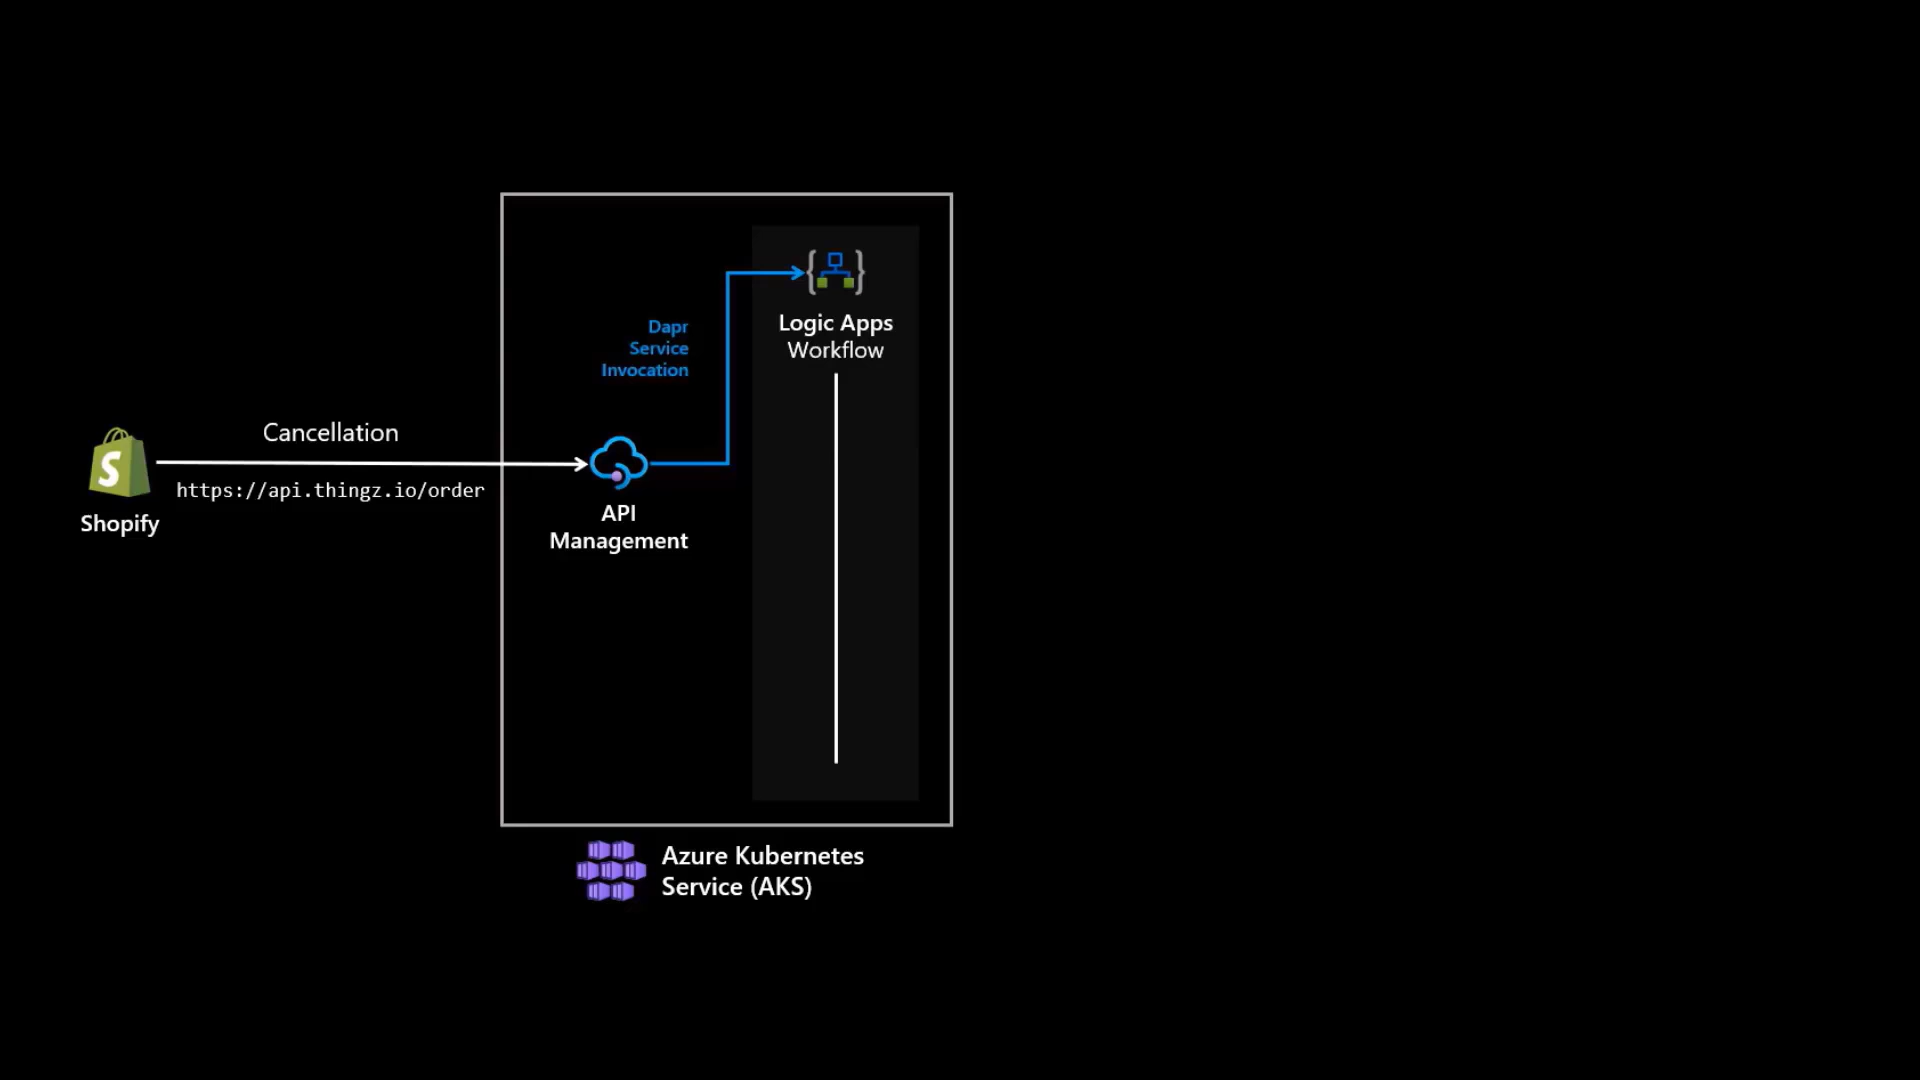 Cancellation
https://api.thingz.io/order
S
Shopify
Dapr
Service
Invocation
API
Management
Logic Apps
Workflow
Azure Kubernetes
Service (AKS)